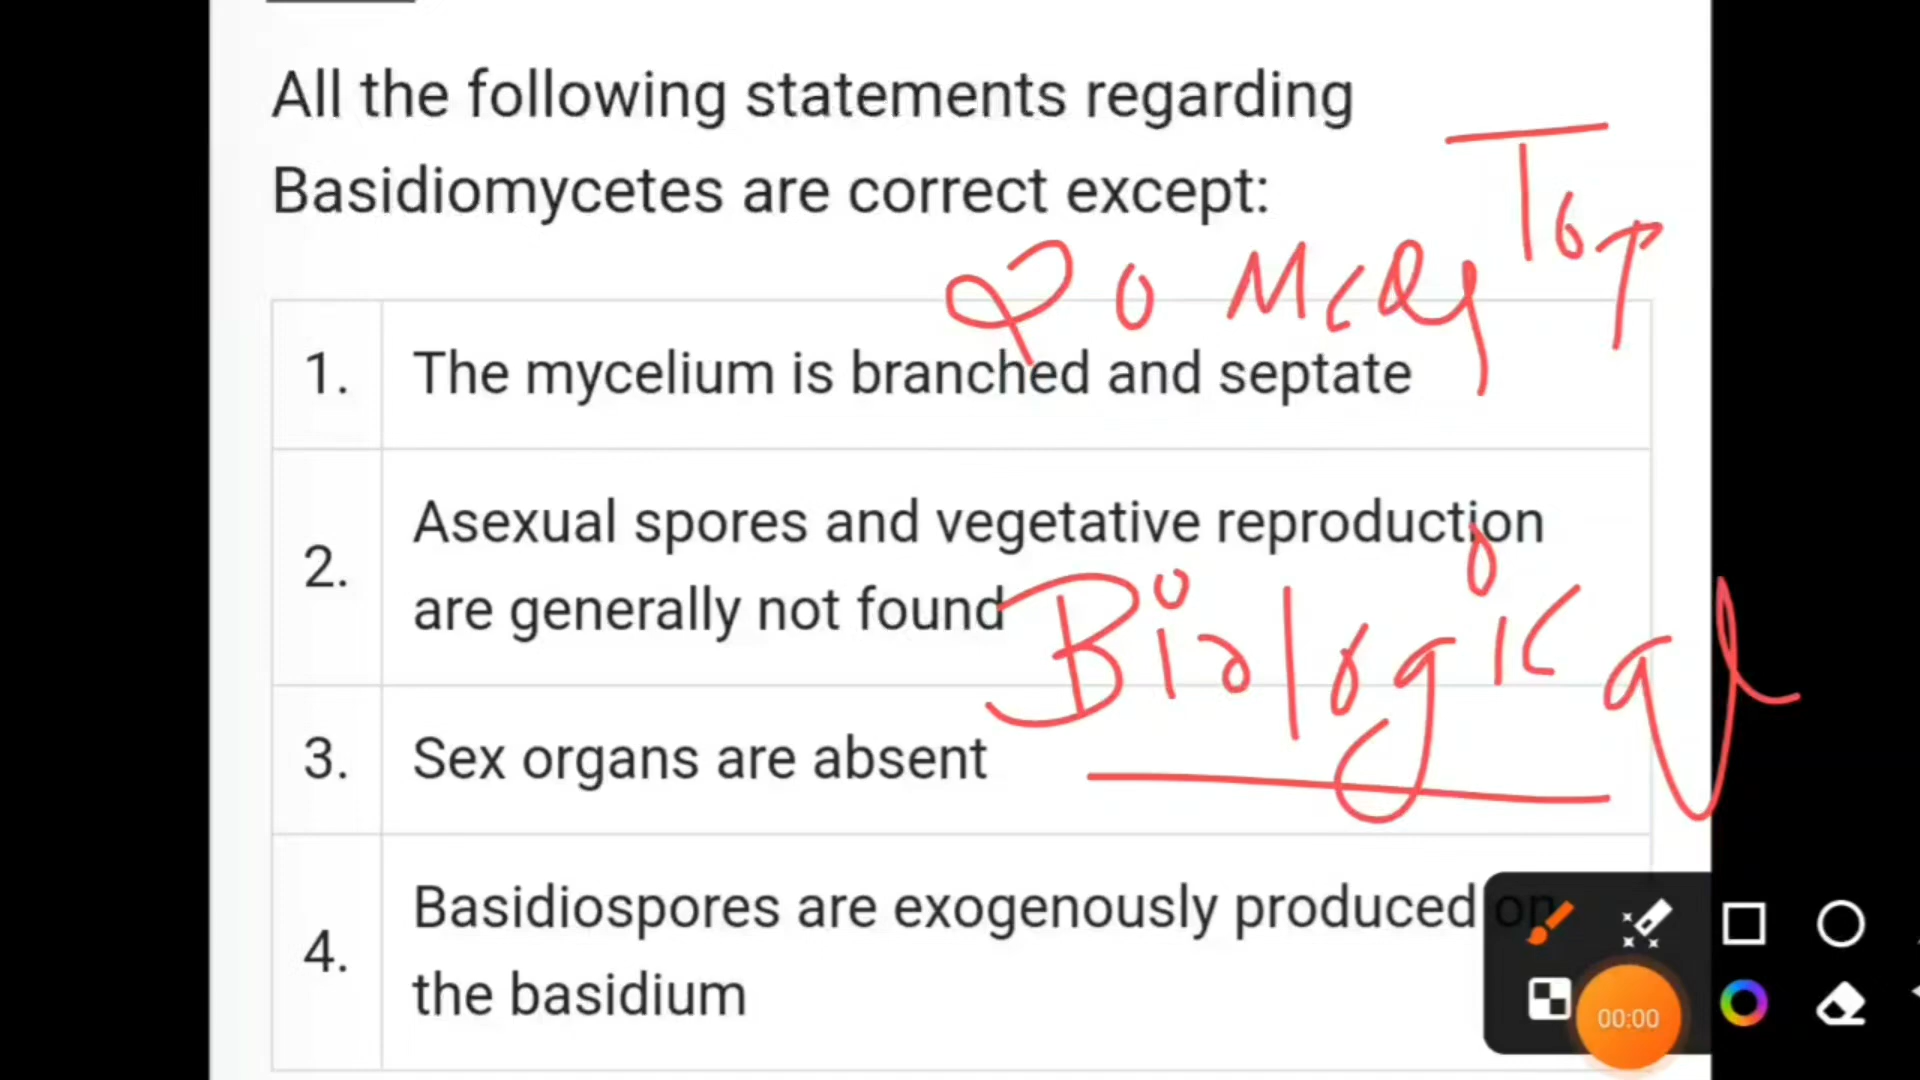 All the following statements regarding
Basidiomycetes are correct except:
Top
20 McQs
1. The mycelium is branched and septate
2. Asexual spores and vegetative reproduction
are generally not found
Biological
3. Sex organs are absent
4. Basidiospores are exogenously produced on
the basidium
00:00